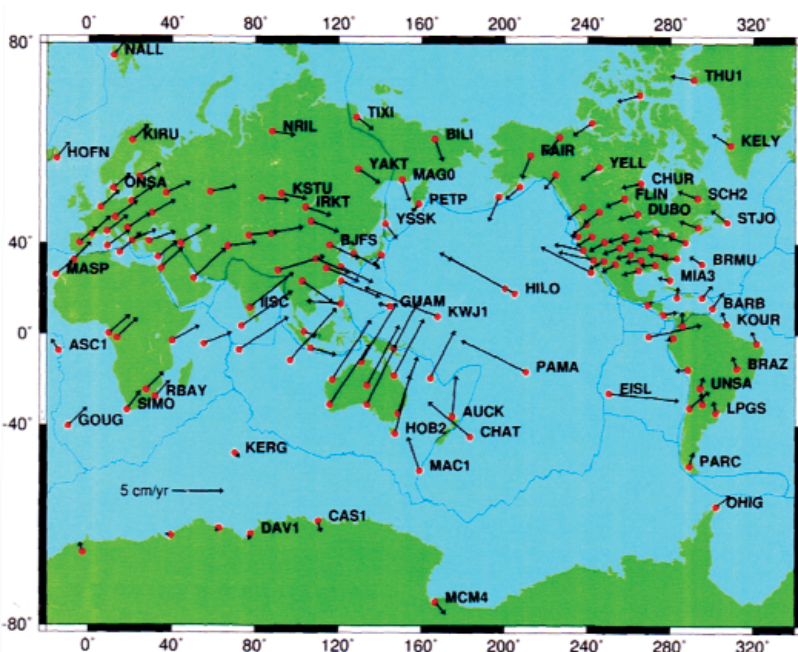 0° 40° 80° 120° 160° 200° 240° 280° 320°
80°
NALL
THU1
TIXI
KIRU
NRIL
BILI
KELY
HOFN
FAIR
YAKT
MAG0
YELL
ONSA
CHUR
KSTU
PETP
FLIN
SCH2
IRKT
DUBO
YSSK
STJO
40°
BJFS
MASP
BRMU
MIA3
HILO
IISC
GUAM
BARB
KWJ1
KOUR
0°
ASC1
PAMA
BRAZ
RBAY
EISL
UNSA
SIMO
LPGS
GOUG
AUCK
-40°
HOB2
CHAT
KERG
MAC1
PARC
5 cm/yr
OHIG
CAS1
DAV1
MCM4
-80°
0° 40° 80° 120° 160° 200° 240° 280° 320°